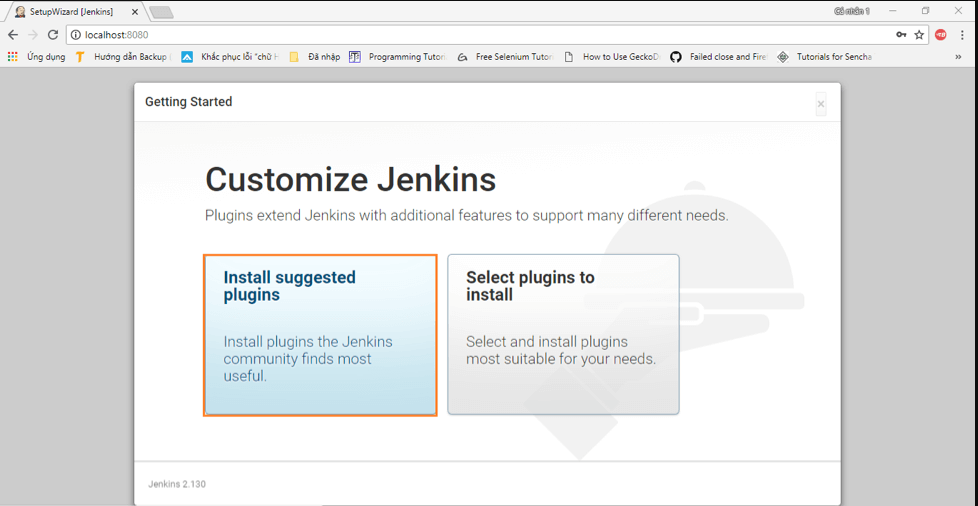 SetupWizard [Jenkins]
Cá nhân 1
localhost:8080
Ứng dụng
Hướng dẫn Backup
Khắc phục lỗi "chữ H
Đã nhập
Programming Tutori
Free Selenium Tutor
How to Use GeckoD
Failed close and Firef
Tutorials for Sencha
Getting Started
Customize Jenkins
Plugins extend Jenkins with additional features to support many different needs.
Install suggested
plugins
Install plugins the Jenkins
community finds most
useful.
Select plugins to
install
Select and install plugins
most suitable for your needs.
Jenkins 2.130